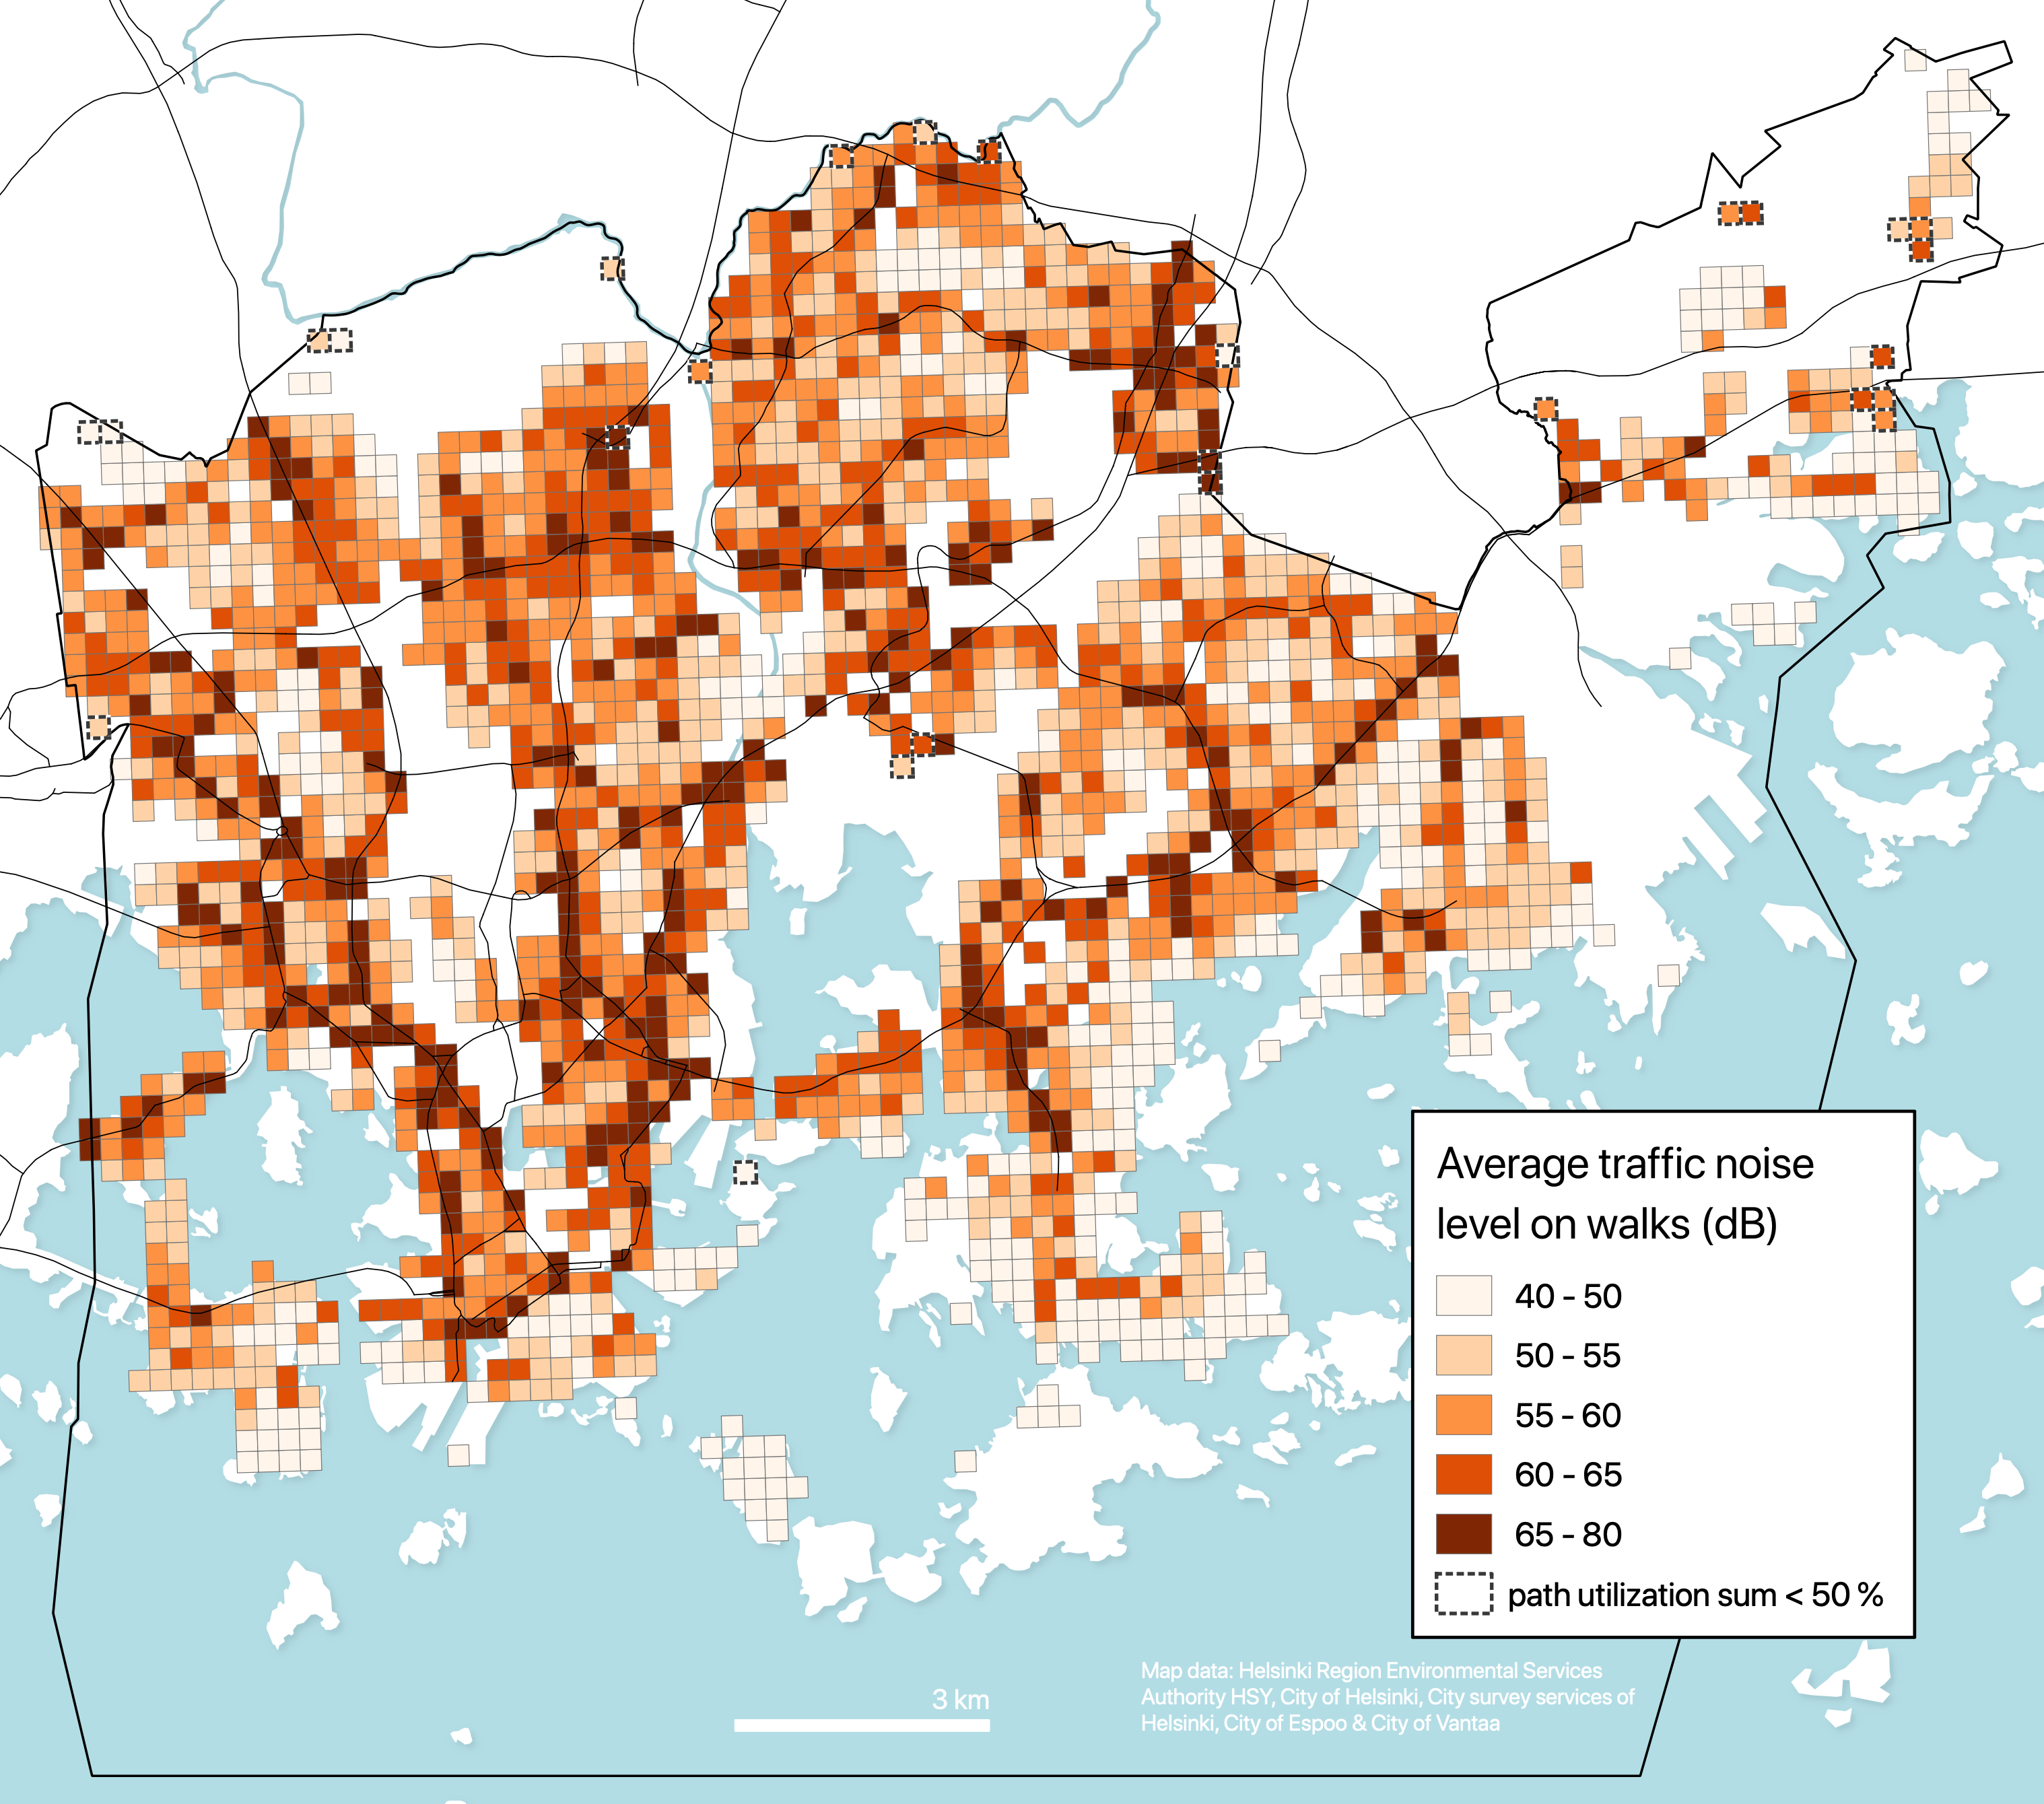 Average traffic noise
level on walks (dB)
40 - 50
50 - 55
55 - 60
60 - 65
65 - 80
path utilization sum < 50 %
Map data: Helsinki Region Environmental Services
Authority HSY, City of Helsinki, City survey services of
Helsinki, City of Espoo & City of Vantaa
3 km